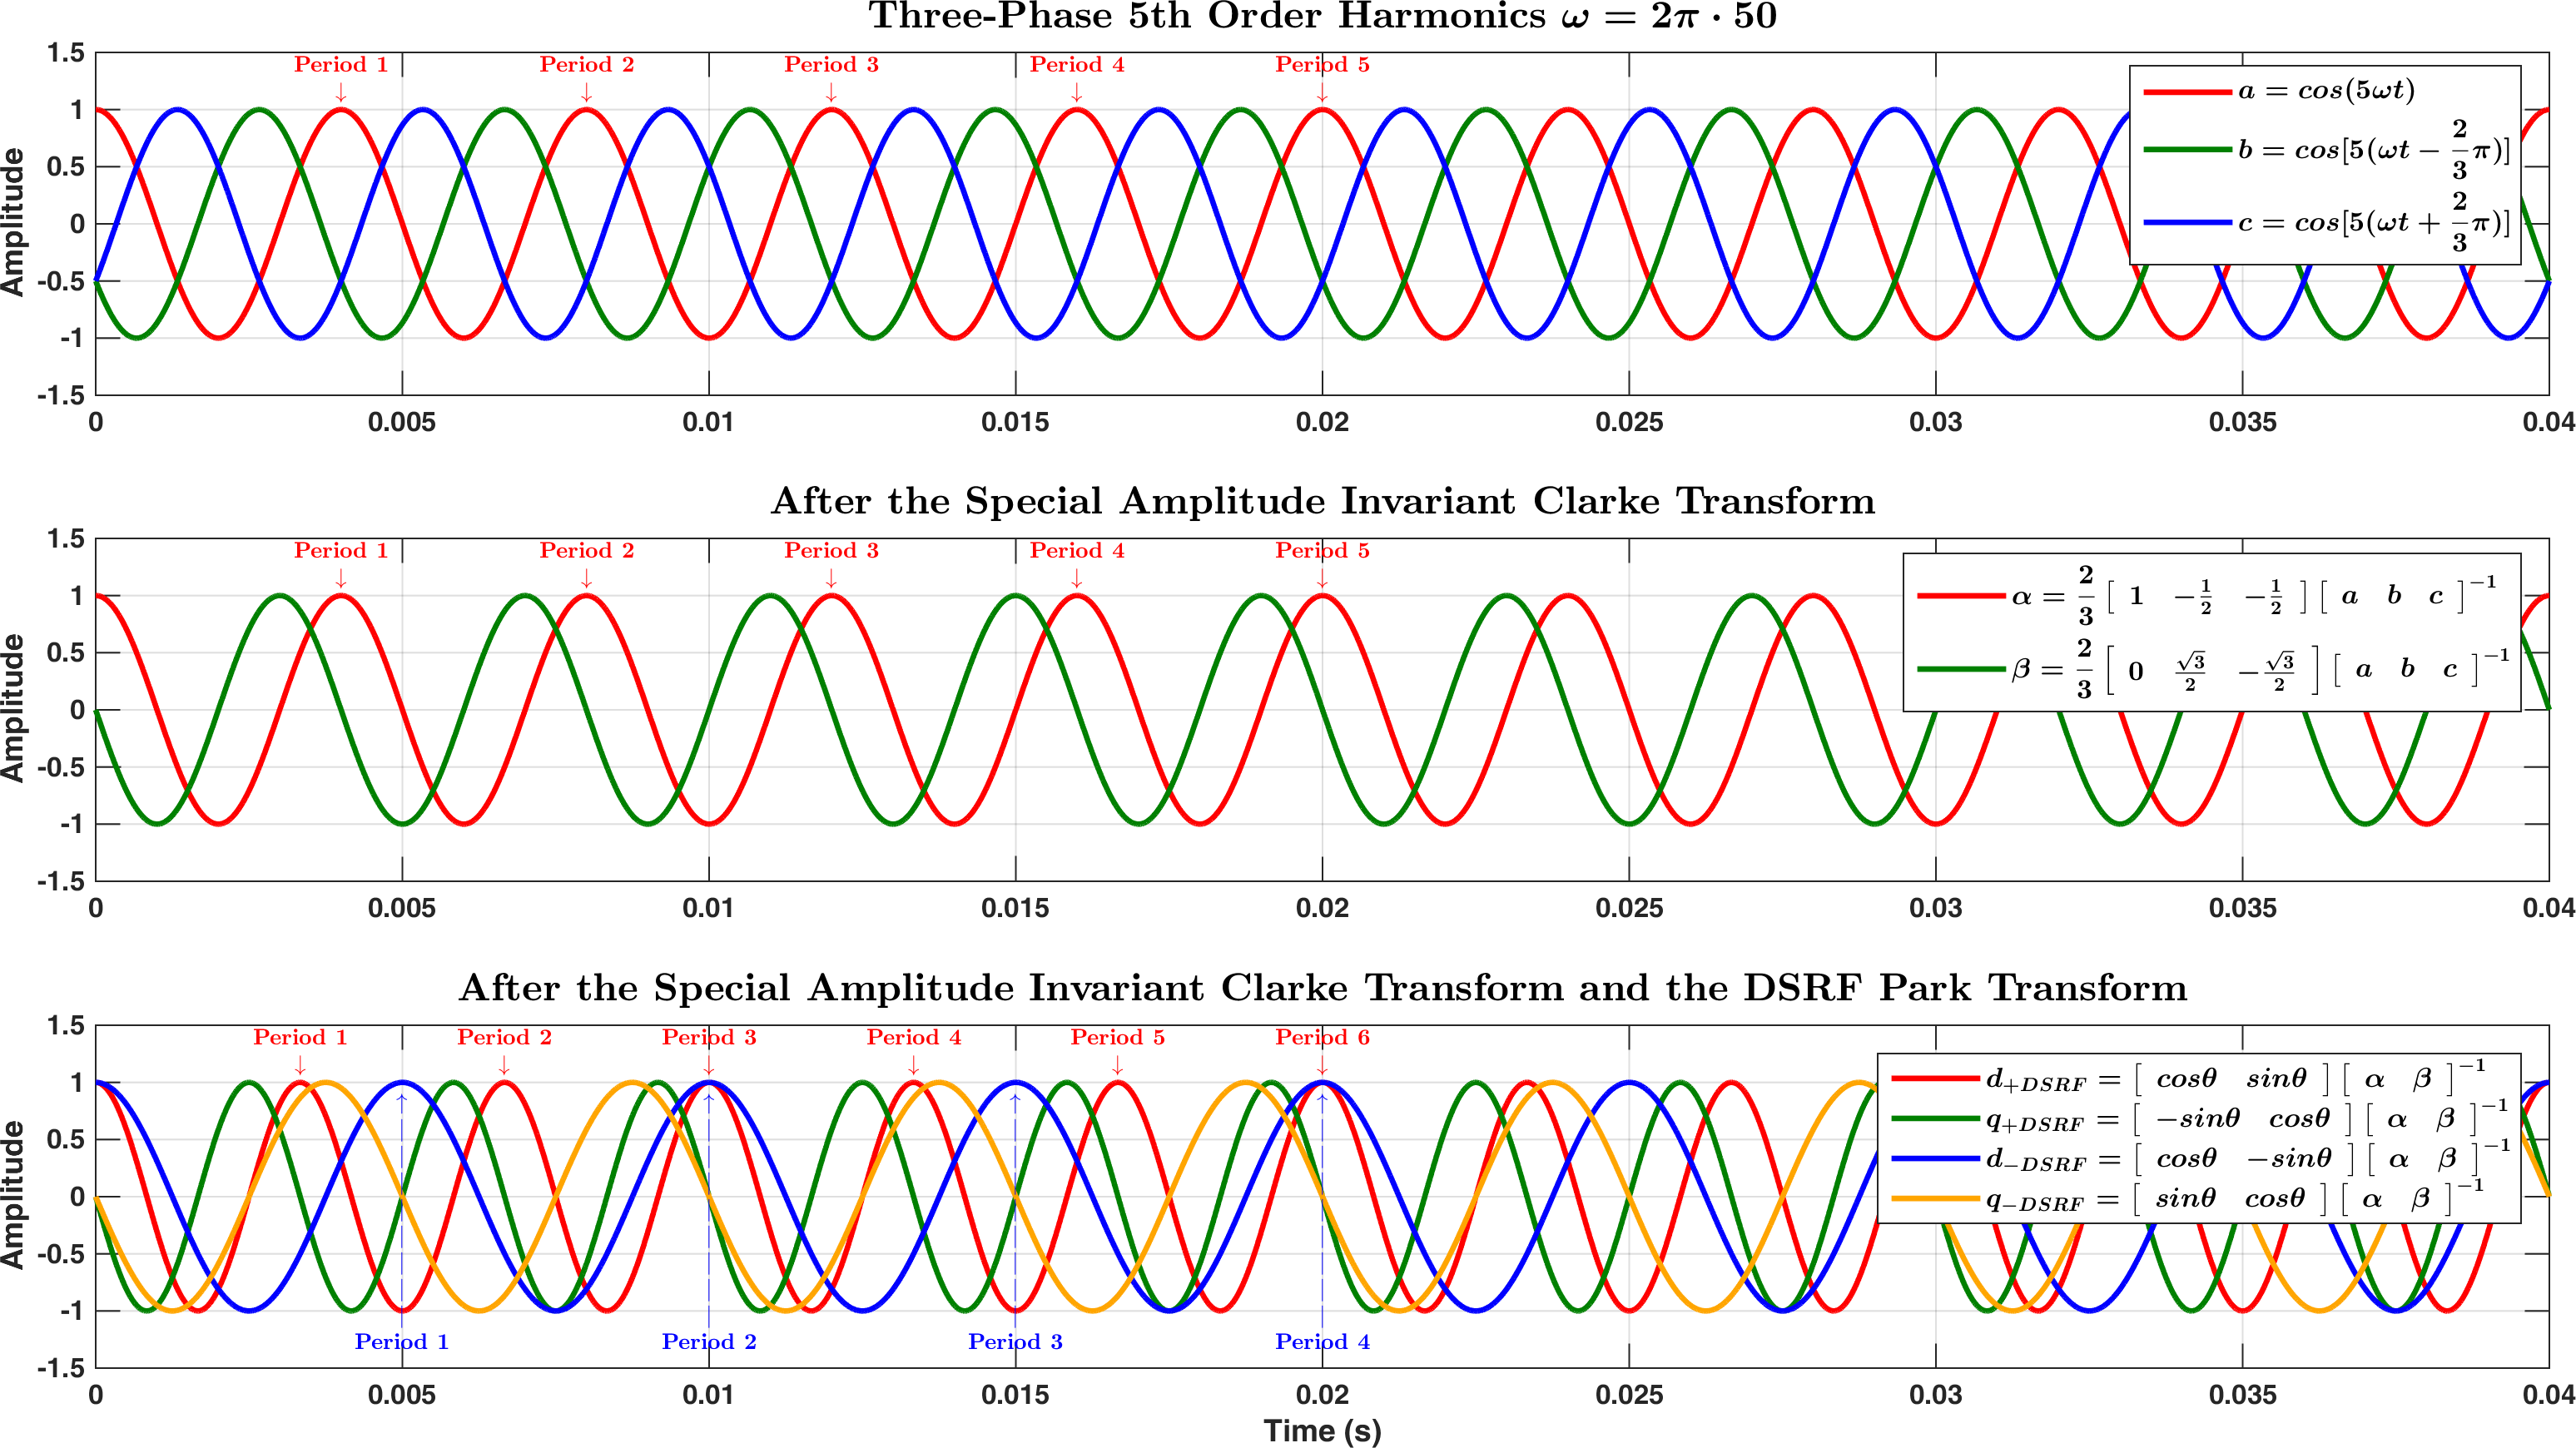 Three-Phase 5th Order Harmonics ω = 2π · 50
1.5
1
0.5
0
-0.5
-1
-1.5
Amplitude
Period 1 Period 2 Period 3 Period 4 Period 5
a = cos(5ωt)
b = cos[5(ωt − 2/3 π)]
c = cos[5(ωt + 2/3 π)]
0 0.005 0.01 0.015 0.02 0.025 0.03 0.035 0.04
After the Special Amplitude Invariant Clarke Transform
1.5
1
0.5
0
-0.5
-1
-1.5
Amplitude
Period 1 Period 2 Period 3 Period 4 Period 5
α = 2/3 [ 1 −1/2 −1/2 ] [ a b c ]⁻¹
β = 2/3 [ 0 √3/2 −√3/2 ] [ a b c ]⁻¹
0 0.005 0.01 0.015 0.02 0.025 0.03 0.035 0.04
After the Special Amplitude Invariant Clarke Transform and the DSRF Park Transform
1.5
1
0.5
0
-0.5
-1
-1.5
Amplitude
Period 1 Period 2 Period 3 Period 4 Period 5 Period 6
d+DSRF = [ cosθ sinθ ] [ α β ]⁻¹
q+DSRF = [ −sinθ cosθ ] [ α β ]⁻¹
d−DSRF = [ cosθ −sinθ ] [ α β ]⁻¹
q−DSRF = [ sinθ cosθ ] [ α β ]⁻¹
Period 1 Period 2 Period 3 Period 4
0 0.005 0.01 0.015 0.02 0.025 0.03 0.035 0.04
Time (s)